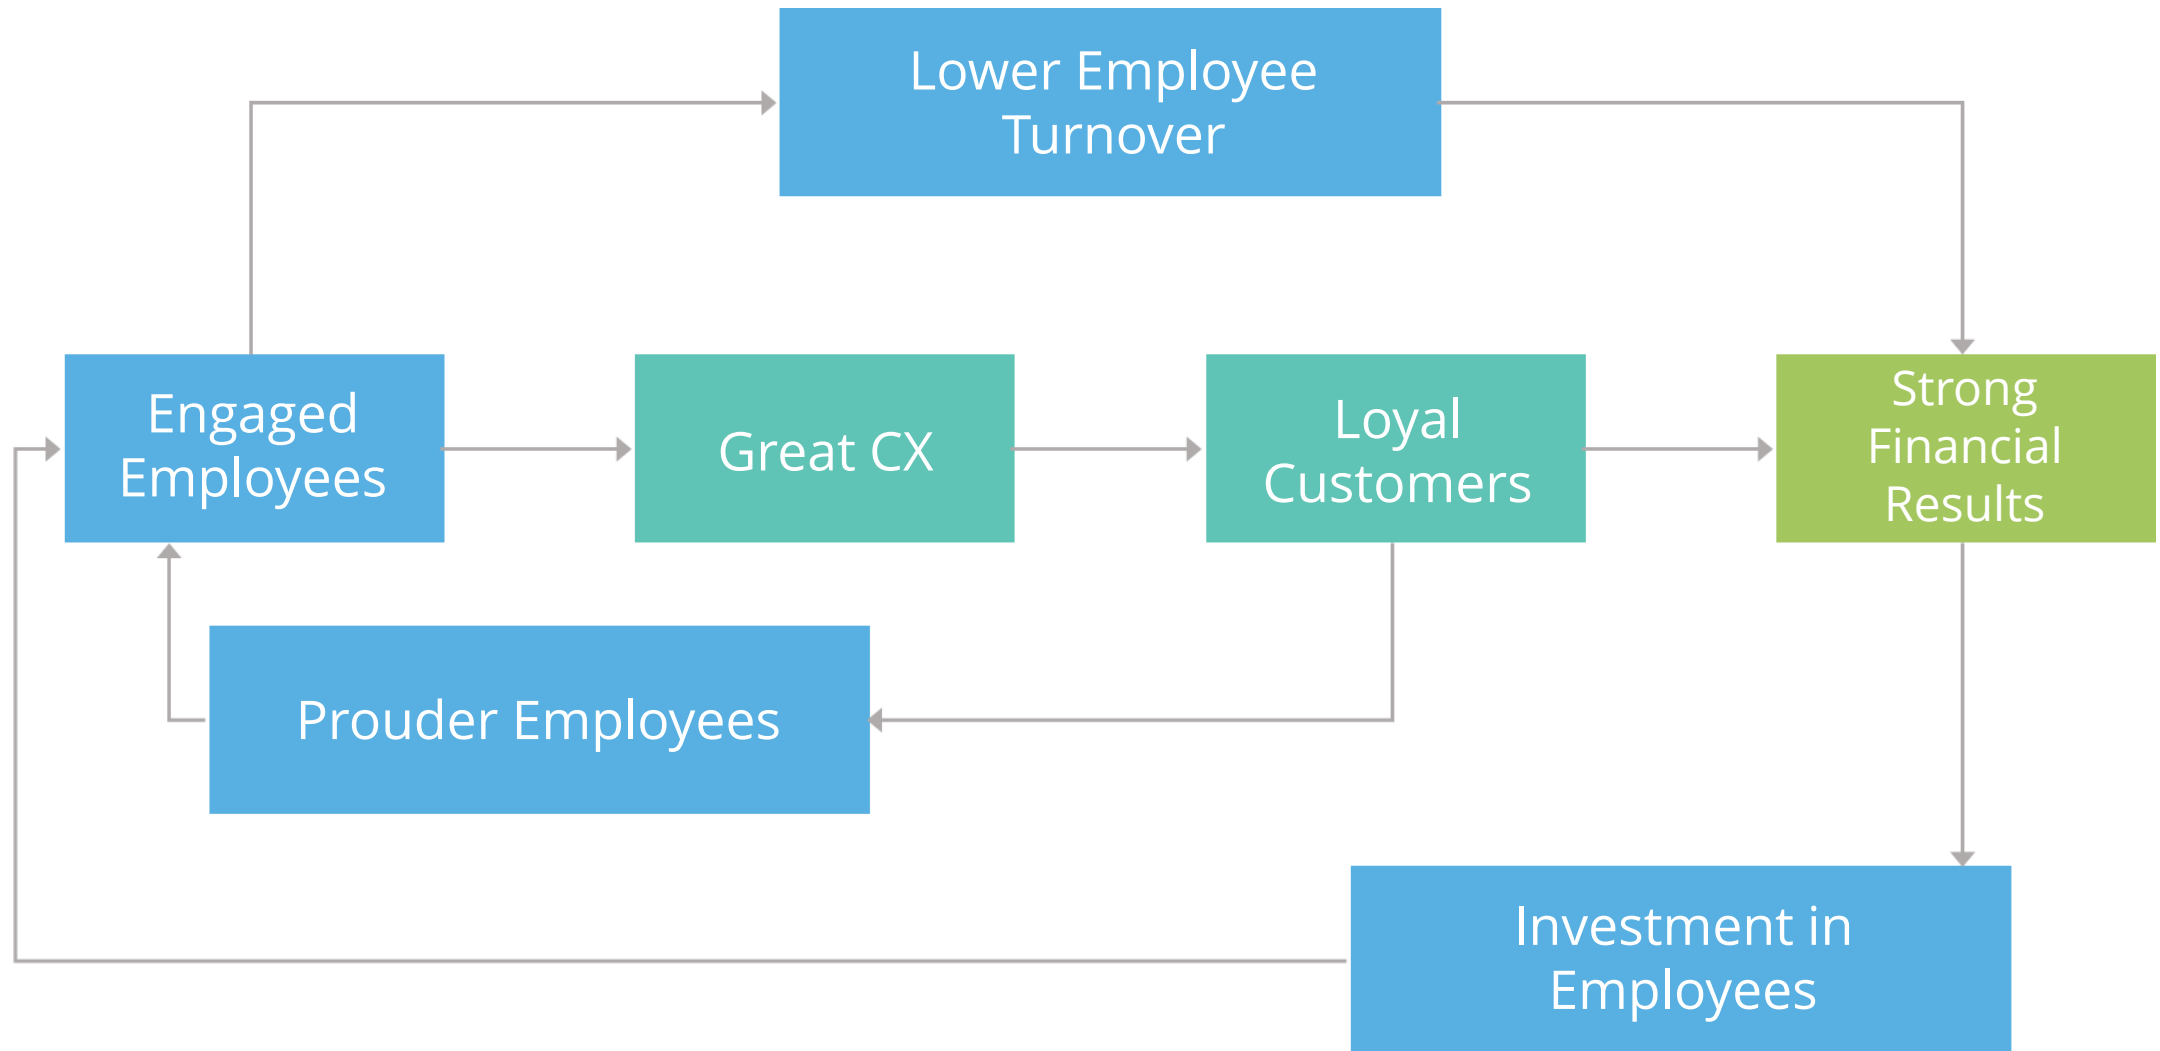 Lower Employee
Turnover
Engaged
Employees
Great CX
Loyal
Customers
Strong
Financial
Results
Prouder Employees
Investment in
Employees